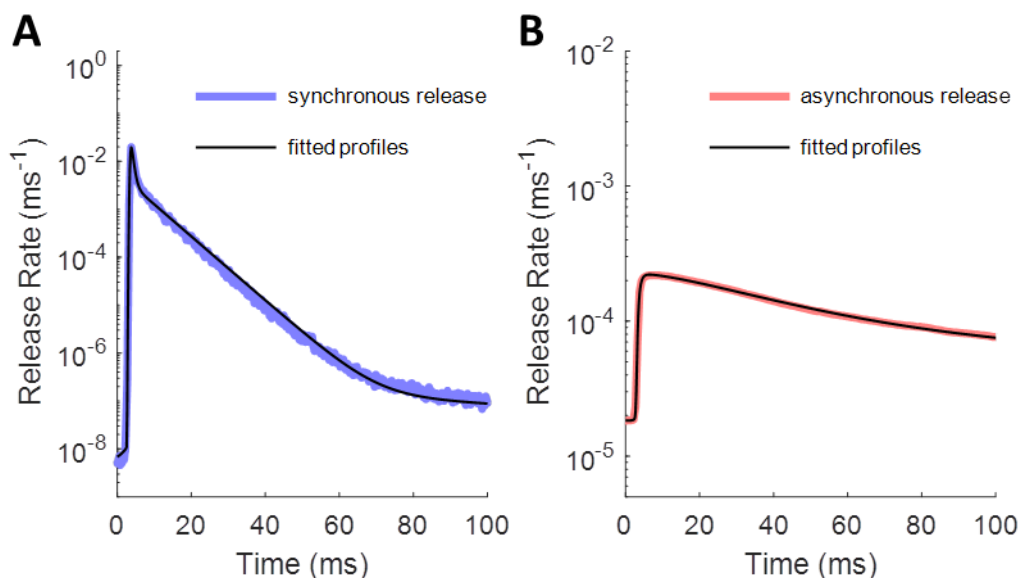 A
Release Rate (ms-1)
10^0
10^-2
10^-4
10^-6
10^-8
synchronous release
fitted profiles
0 20 40 60 80 100
Time (ms)
B
Release Rate (ms-1)
10^-2
10^-3
10^-4
10^-5
asynchronous release
fitted profiles
0 20 40 60 80 100
Time (ms)